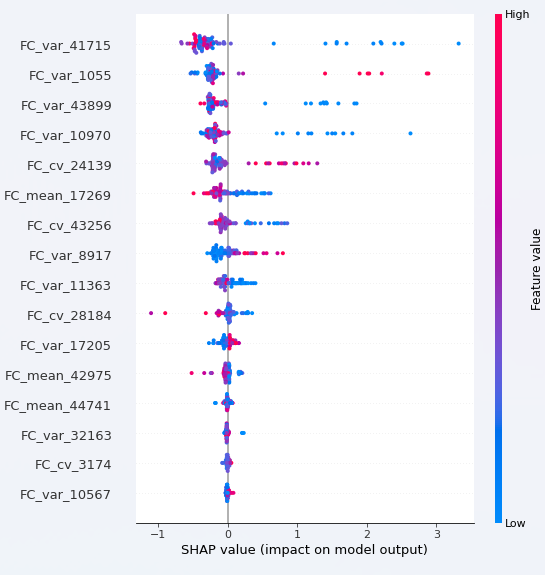 High
FC_var_41715
FC_var_1055
FC_var_43899
FC_var_10970
FC_cv_24139
FC_mean_17269
FC_cv_43256
FC_var_8917
FC_var_11363
FC_cv_28184
FC_var_17205
FC_mean_42975
FC_mean_44741
FC_var_32163
FC_cv_3174
FC_var_10567
Feature value
Low
−1 0 1 2 3
SHAP value (impact on model output)